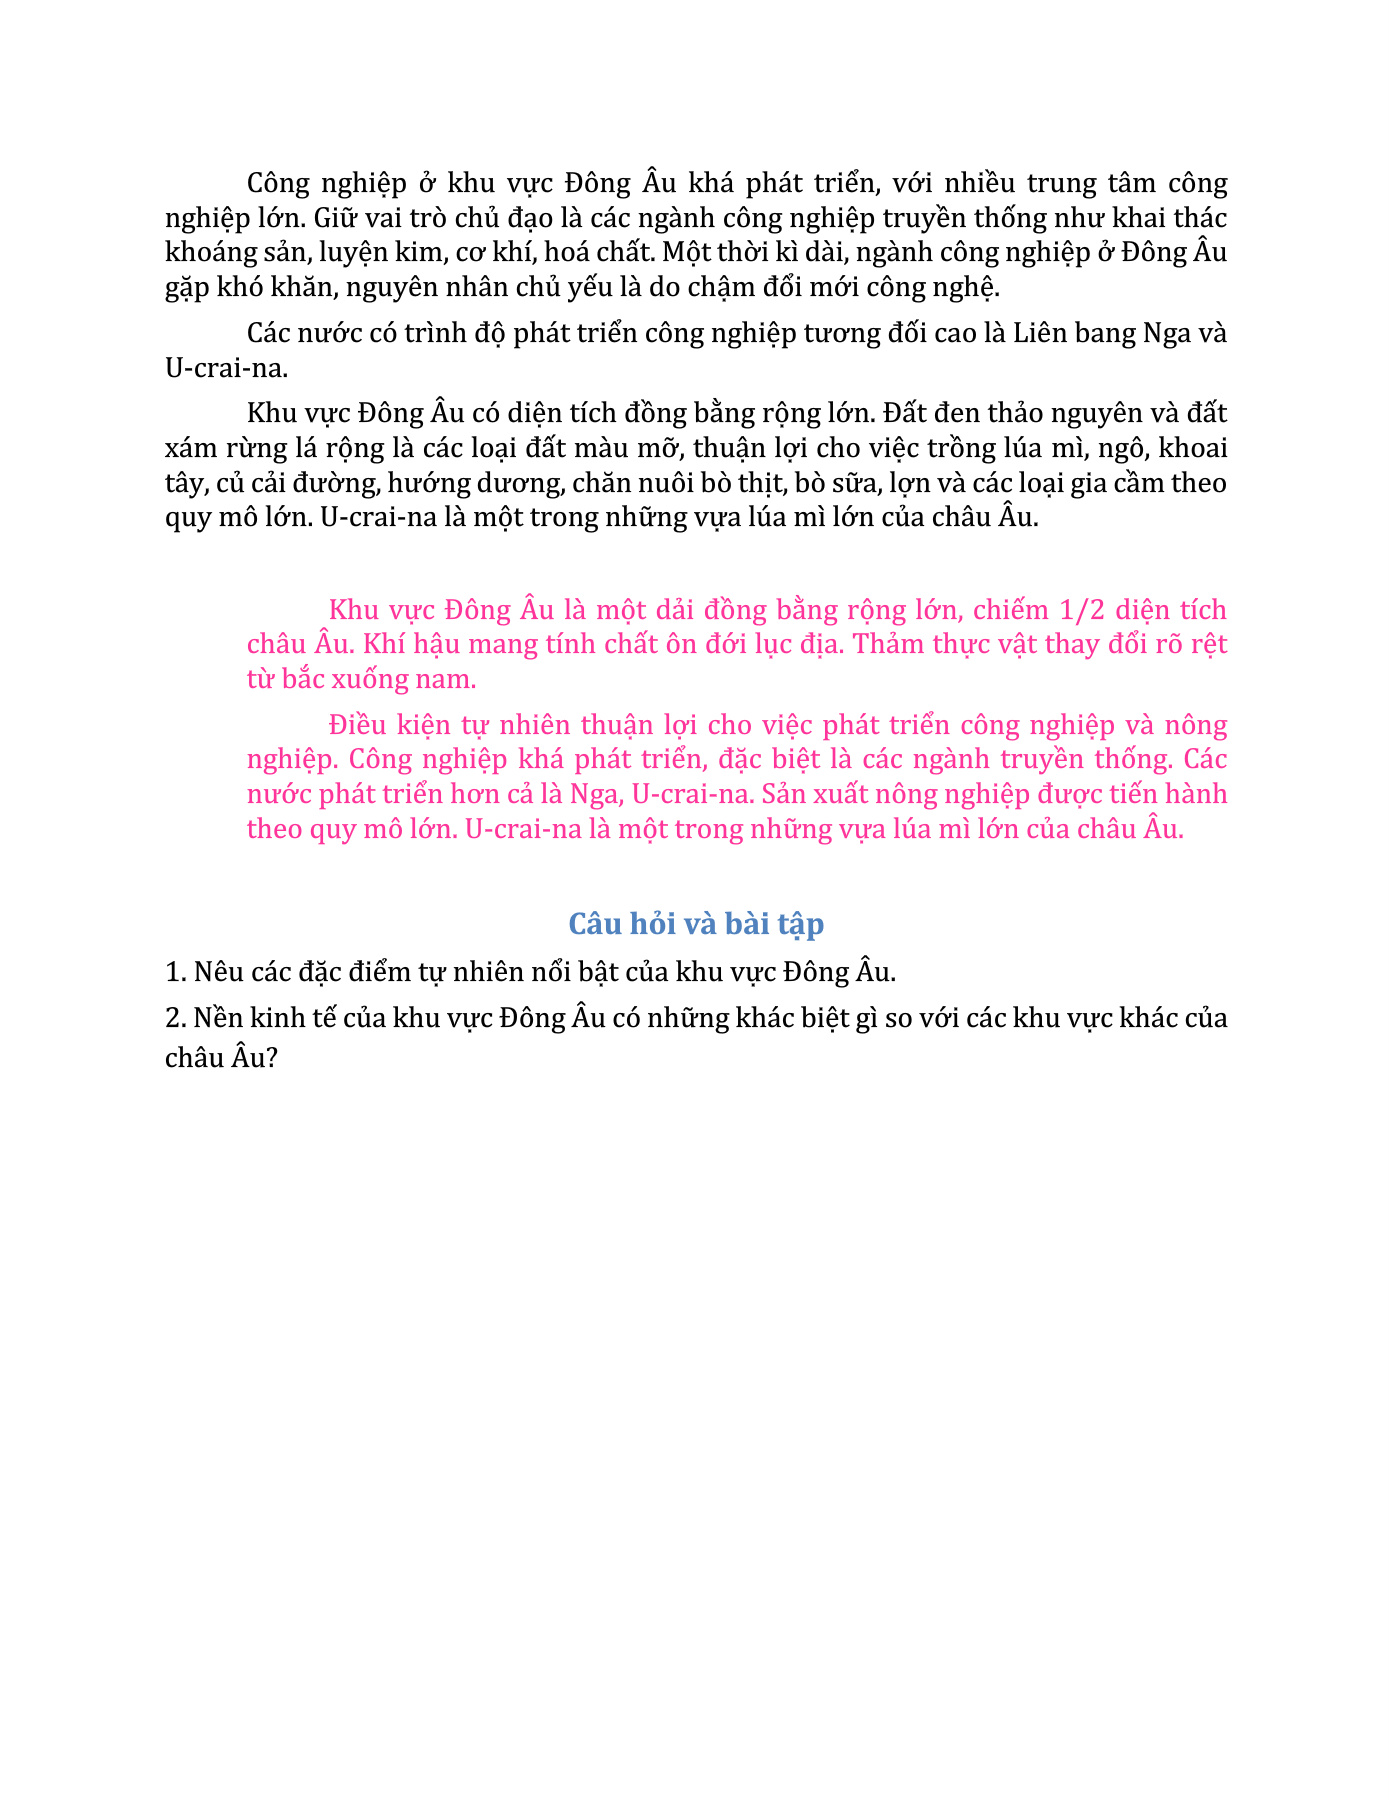 Công nghiệp ở khu vực Đông Âu khá phát triển, với nhiều trung tâm công
nghiệp lớn. Giữ vai trò chủ đạo là các ngành công nghiệp truyền thống như khai thác
khoáng sản, luyện kim, cơ khí, hoá chất. Một thời kì dài, ngành công nghiệp ở Đông Âu
gặp khó khăn, nguyên nhân chủ yếu là do chậm đổi mới công nghệ.
Các nước có trình độ phát triển công nghiệp tương đối cao là Liên bang Nga và
U-crai-na.
Khu vực Đông Âu có diện tích đồng bằng rộng lớn. Đất đen thảo nguyên và đất
xám rừng lá rộng là các loại đất màu mỡ, thuận lợi cho việc trồng lúa mì, ngô, khoai
tây, củ cải đường, hướng dương, chăn nuôi bò thịt, bò sữa, lợn và các loại gia cầm theo
quy mô lớn. U-crai-na là một trong những vựa lúa mì lớn của châu Âu.
Khu vực Đông Âu là một dải đồng bằng rộng lớn, chiếm 1/2 diện tích
châu Âu. Khí hậu mang tính chất ôn đới lục địa. Thảm thực vật thay đổi rõ rệt
từ bắc xuống nam.
Điều kiện tự nhiên thuận lợi cho việc phát triển công nghiệp và nông
nghiệp. Công nghiệp khá phát triển, đặc biệt là các ngành truyền thống. Các
nước phát triển hơn cả là Nga, U-crai-na. Sản xuất nông nghiệp được tiến hành
theo quy mô lớn. U-crai-na là một trong những vựa lúa mì lớn của châu Âu.
Câu hỏi và bài tập
1. Nêu các đặc điểm tự nhiên nổi bật của khu vực Đông Âu.
2. Nền kinh tế của khu vực Đông Âu có những khác biệt gì so với các khu vực khác của
châu Âu?